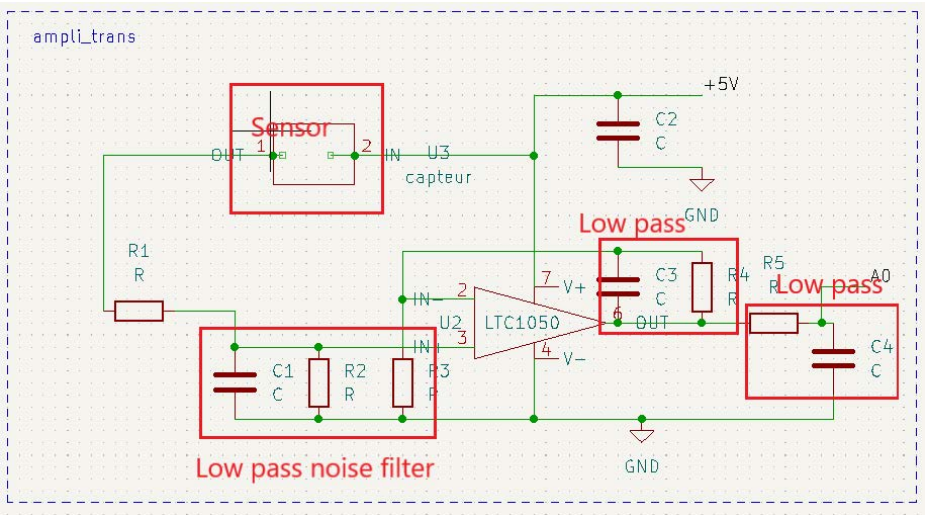 ampli_trans
+5V
Sensor
C2
C
OUT 1
2 IN
U3
capteur
GND
Low pass
R1
R
R5
R
A0
Low pass
C3
C
R4
R
7 V+
2 IN-
6 OUT
U2 LTC1050
3 IN+
4 V-
C4
C
C1
C
R2
R
R3
R
Low pass noise filter
GND